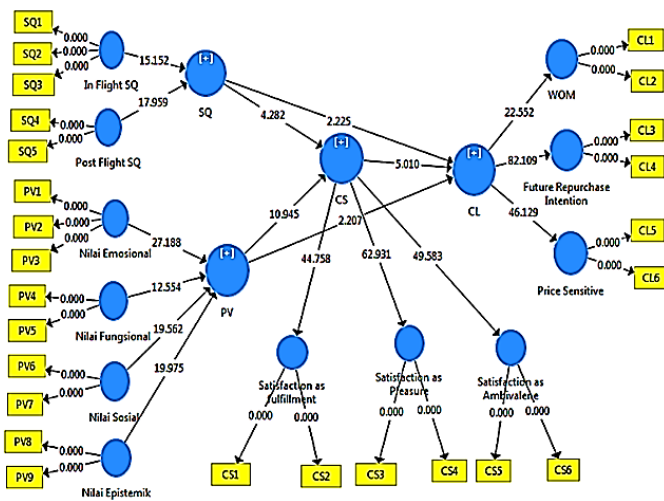 SQ1
0.000
SQ2
0.000
SQ3
0.000
In Flight SQ
15.152
SQ4
0.000
SQ5
0.000
Post Flight SQ
17.959
[+]
SQ
4.282
2.225
PV1
0.000
PV2
0.000
PV3
0.000
Nilai Emosional
27.188
PV4
0.000
PV5
0.000
Nilai Fungsional
12.554
PV6
0.000
PV7
0.000
Nilai Sosial
19.562
PV8
0.000
PV9
0.000
Nilai Epistemik
19.975
[+]
PV
10.945
2.207
[+]
CS
5.010
44.758
62.931
49.583
[+]
CL
22.552
82.109
46.129
WOM
0.000
CL1
0.000
CL2
Future Repurchase
Intention
0.000
CL3
0.000
CL4
Price Sensitive
0.000
CL5
0.000
CL6
Satisfaction as
Fulfillment
0.000
0.000
CS1
CS2
Satisfaction as
Pleasure
0.000
0.000
CS3
CS4
Satisfaction as
Ambivalene
0.000
0.000
CS5
CS6